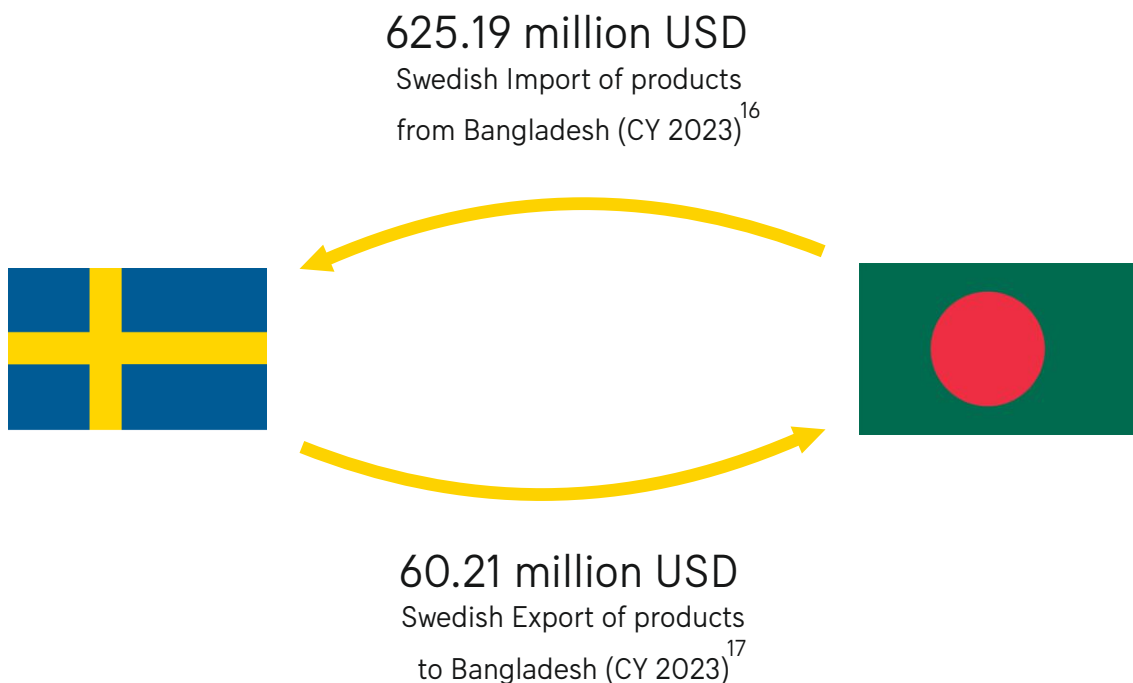 625.19 million USD
Swedish Import of products
from Bangladesh (CY 2023)16
60.21 million USD
Swedish Export of products
to Bangladesh (CY 2023)17